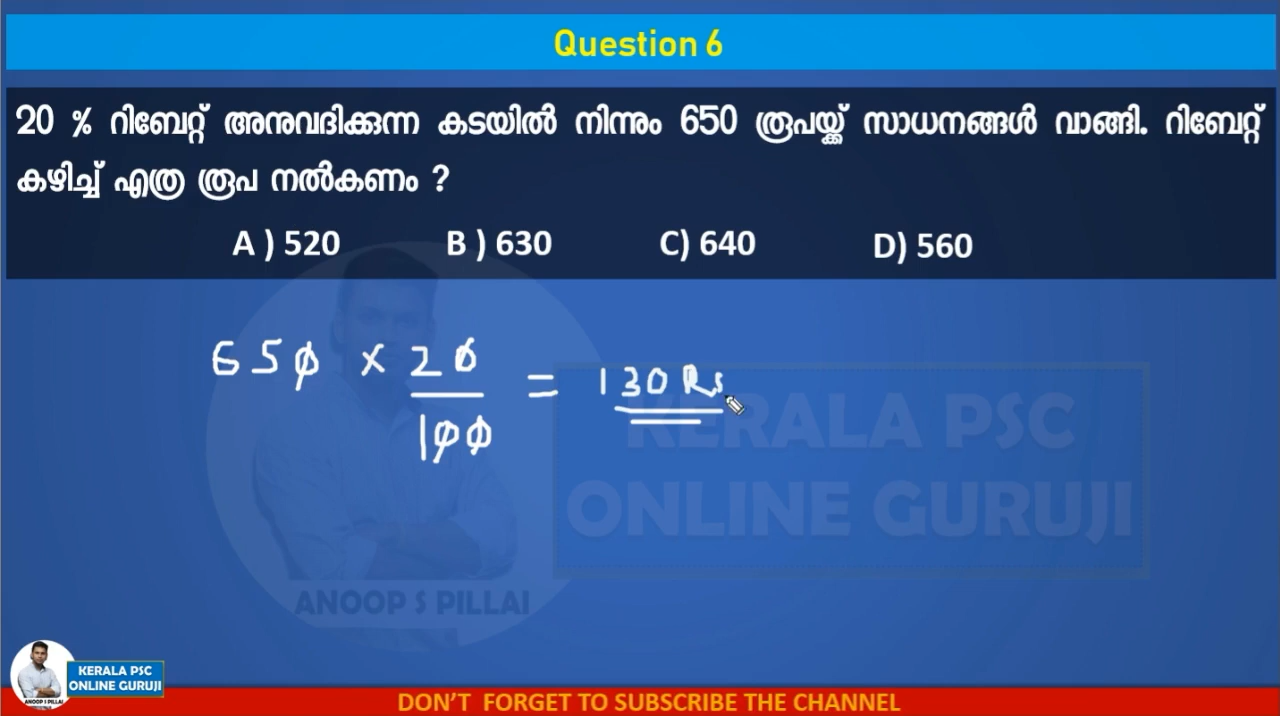 Question 6
20 % റിബേറ്റ് അനുവദിക്കുന്ന കടയിൽ നിന്നും 650 രൂപയ്ക്ക് സാധനങ്ങൾ വാങ്ങി. റിബേറ്റ്
കഴിച്ച് എത്ര രൂപ നൽകണം ?
A ) 520 B ) 630 C) 640 D) 560
650 x 20
100
= 130 Rs
KERALA PSC
ONLINE GURUJI
ANOOP S PILLAI
KERALA PSC
ONLINE GURUJI
ANOOP S PILLAI
DON'T FORGET TO SUBSCRIBE THE CHANNEL